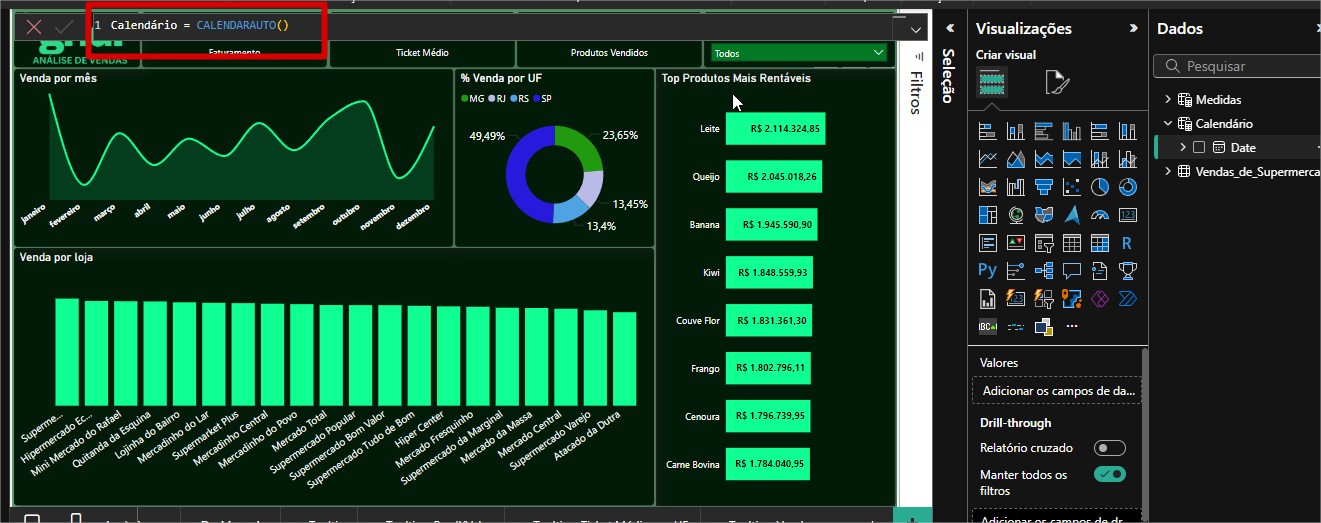 1 Calendário = CALENDARAUTO()
ANÁLISE DE VENDAS
Faturamento
Ticket Médio
Produtos Vendidos
Todos
Venda por mês
janeiro
fevereiro
março
abril
maio
junho
julho
agosto
setembro
outubro
novembro
dezembro
% Venda por UF
MG RJ RS SP
49,49%
23,65%
13,45%
13,4%
Top Produtos Mais Rentáveis
Leite R$ 2.114.324,85
Queijo R$ 2.045.018,26
Banana R$ 1.945.590,90
Kiwi R$ 1.848.559,93
Couve Flor R$ 1.831.361,30
Frango R$ 1.802.796,11
Cenoura R$ 1.796.739,95
Carne Bovina R$ 1.784.040,95
Venda por loja
Superme...
Hipermercado Ec...
Mini Mercado do Rafael
Quitanda da Esquina
Lojinha do Bairro
Mercadinho do Lar
Supermarket Plus
Mercadinho Central
Mercadinho do Povo
Mercado Total
Supermercado Popular
Supermercado Bom Valor
Supermercado Tudo de Bom
Hiper Center
Mercado Fresquinho
Supermercado da Marginal
Mercado da Massa
Mercado Central
Supermercado Varejo
Atacado da Dutra
Filtros
Seleção
Visualizações
Criar visual
123
R
Py
123
Valores
Adicionar os campos de da...
Drill-through
Relatório cruzado
Manter todos os
filtros
Dados
Pesquisar
Medidas
Calendário
Date
Vendas_de_Supermerca